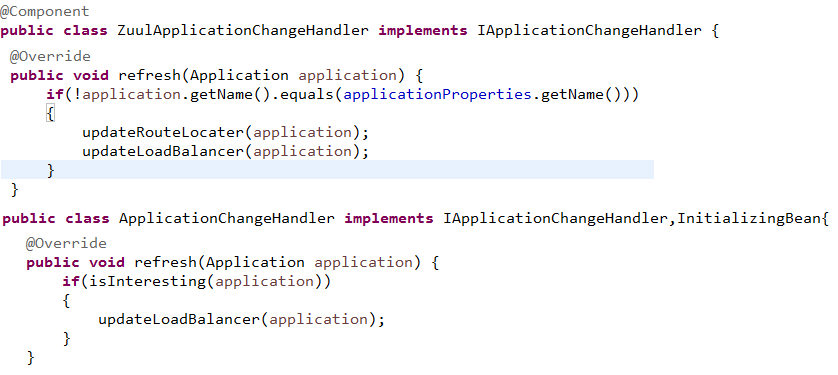 @Component
public class ZuulApplicationChangeHandler implements IApplicationChangeHandler {
@Override
public void refresh(Application application) {
if(!application.getName().equals(applicationProperties.getName()))
{
updateRouteLocater(application);
updateLoadBalancer(application);
}
}
public class ApplicationChangeHandler implements IApplicationChangeHandler,InitializingBean{
@Override
public void refresh(Application application) {
if(isInteresting(application))
{
updateLoadBalancer(application);
}
}